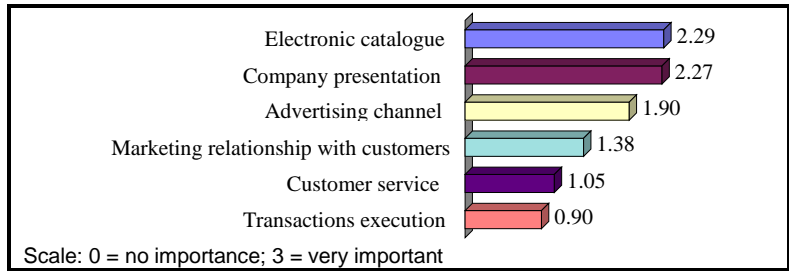 Electronic catalogue 2.29
Company presentation 2.27
Advertising channel 1.90
Marketing relationship with customers 1.38
Customer service 1.05
Transactions execution 0.90
Scale: 0 = no importance; 3 = very important